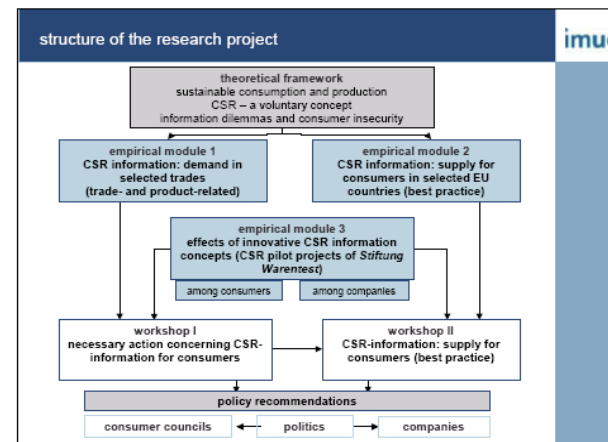 structure of the research project
imug
theoretical framework
sustainable consumption and production
CSR – a voluntary concept
information dilemmas and consumer insecurity
empirical module 1
CSR information: demand in
selected trades
(trade- and product-related)
empirical module 2
CSR information: supply for
consumers in selected EU
countries (best practice)
empirical module 3
effects of innovative CSR information
concepts (CSR pilot projects of Stiftung
Warentest)
among consumers
among companies
workshop I
necessary action concerning CSR-
information for consumers
workshop II
CSR-information: supply for
consumers (best practice)
policy recommendations
consumer councils
politics
companies